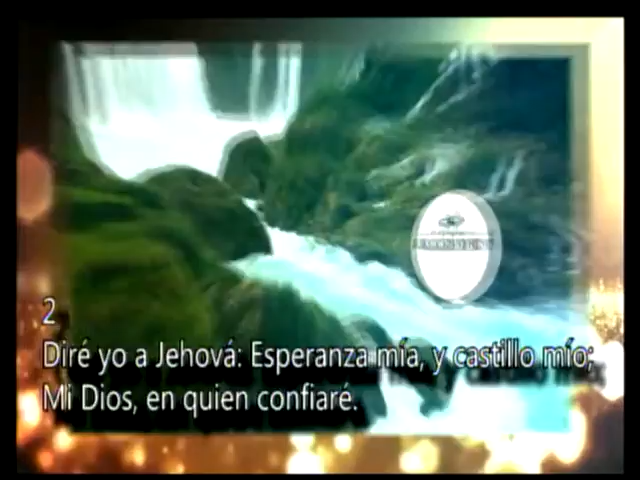 2
Diré yo a Jehová: Esperanza mía, y castillo mío;
Mi Dios, en quien confiaré.